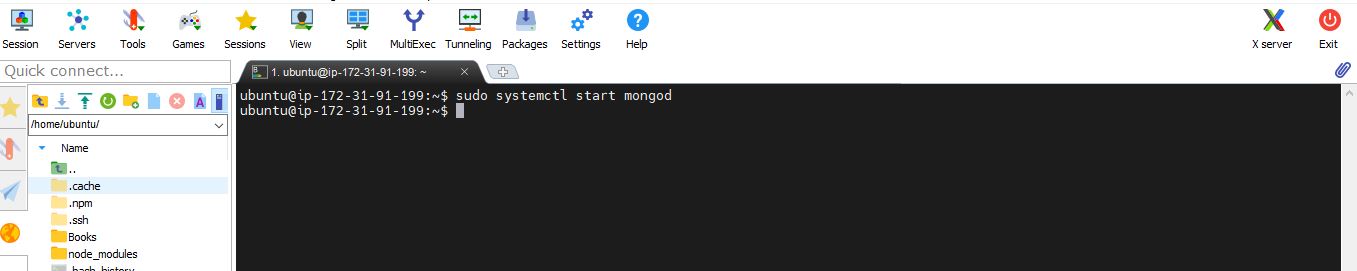 Session Servers Tools Games Sessions View Split MultiExec Tunneling Packages Settings Help X server Exit
Quick connect...
1. ubuntu@ip-172-31-91-199: ~
/home/ubuntu/
Name
..
.cache
.npm
.ssh
Books
node_modules
.bash_history
ubuntu@ip-172-31-91-199:~$ sudo systemctl start mongod
ubuntu@ip-172-31-91-199:~$